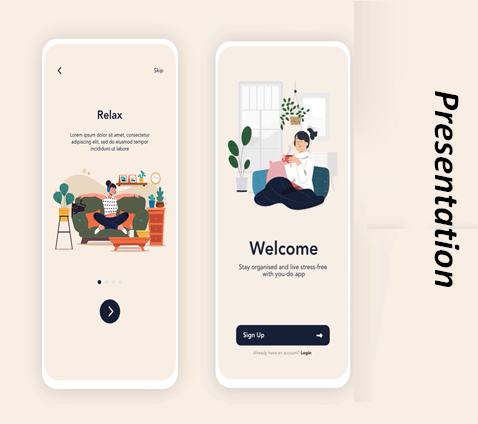 Skip
Relax
Lorem ipsum dolor sit amet, consectetur
adipiscing elit, sed do eiusmod tempor
incididunt ut labore
Welcome
Stay organised and live stress-free
with you-do app
Sign Up
Already have an account? Login
Presentation